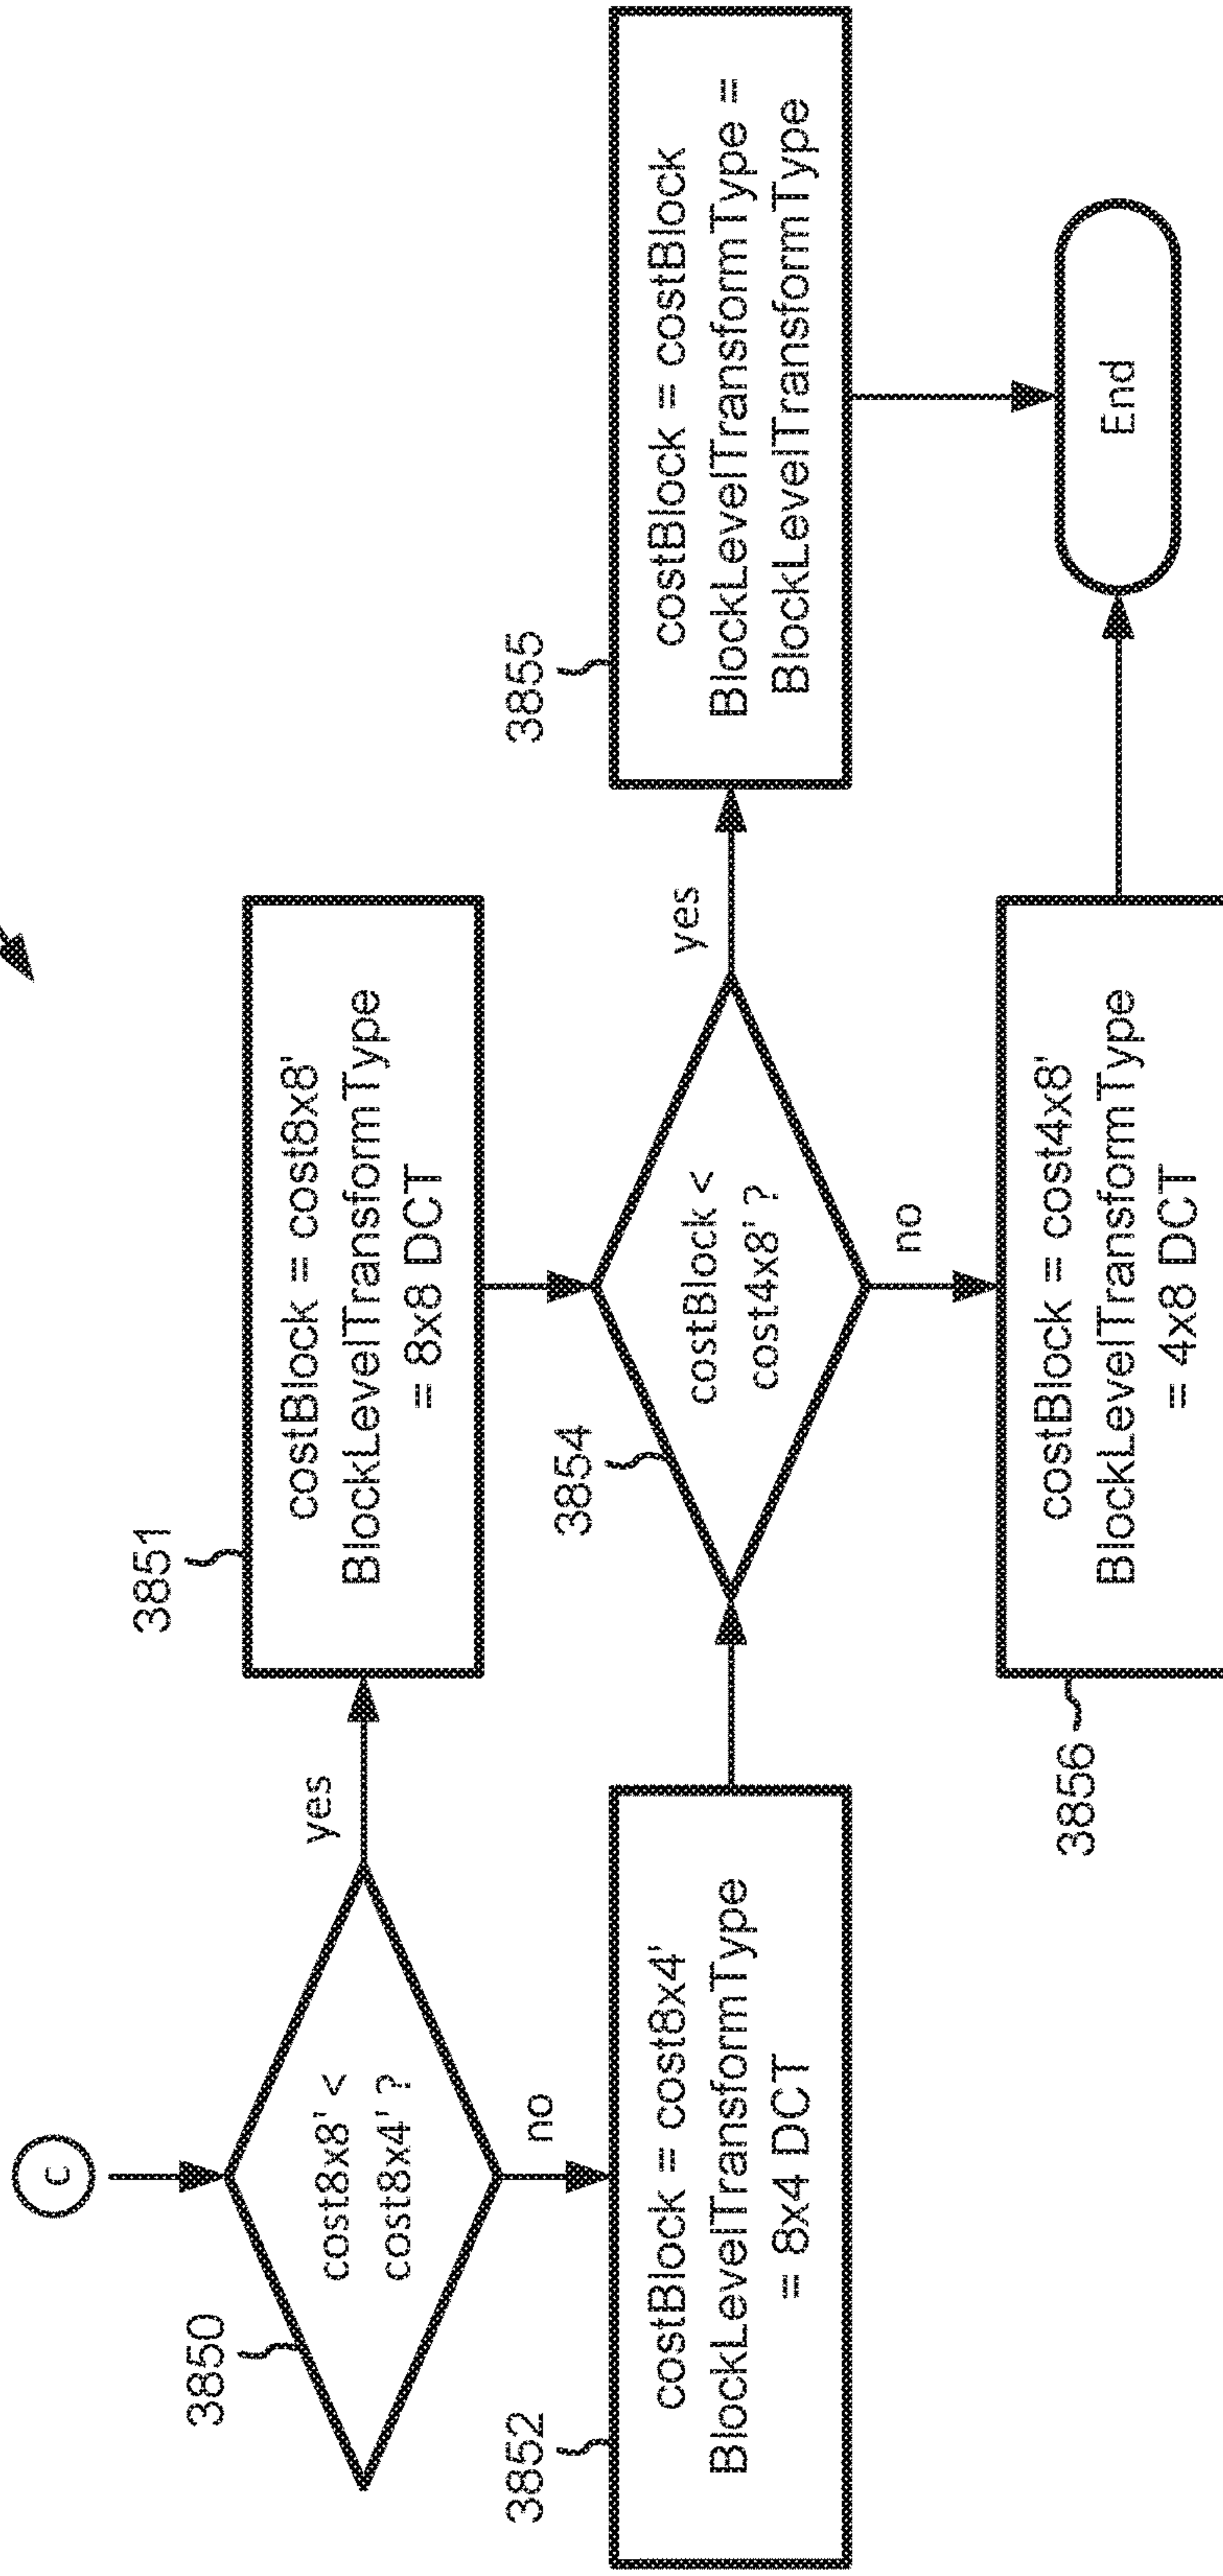 c
3850
cost8x8' <
cost8x4' ?
yes
no
3851
costBlock = cost8x8'
BlockLevelTransformType
= 8x8 DCT
3852
costBlock = cost8x4'
BlockLevelTransformType
= 8x4 DCT
3854
costBlock <
cost4x8' ?
yes
no
3855
costBlock = costBlock
BlockLevelTransformType =
BlockLevelTransformType
3856
costBlock = cost4x8'
BlockLevelTransformType
= 4x8 DCT
End